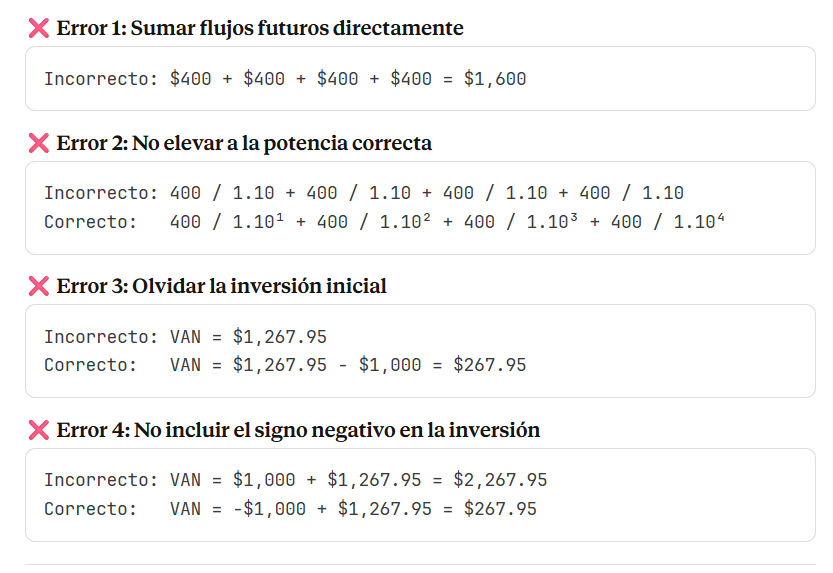 ❌ Error 1: Sumar flujos futuros directamente
Incorrecto: $400 + $400 + $400 + $400 = $1,600
❌ Error 2: No elevar a la potencia correcta
Incorrecto: 400 / 1.10 + 400 / 1.10 + 400 / 1.10 + 400 / 1.10
Correcto:   400 / 1.10¹ + 400 / 1.10² + 400 / 1.10³ + 400 / 1.10⁴
❌ Error 3: Olvidar la inversión inicial
Incorrecto: VAN = $1,267.95
Correcto:   VAN = $1,267.95 - $1,000 = $267.95
❌ Error 4: No incluir el signo negativo en la inversión
Incorrecto: VAN = $1,000 + $1,267.95 = $2,267.95
Correcto:   VAN = -$1,000 + $1,267.95 = $267.95